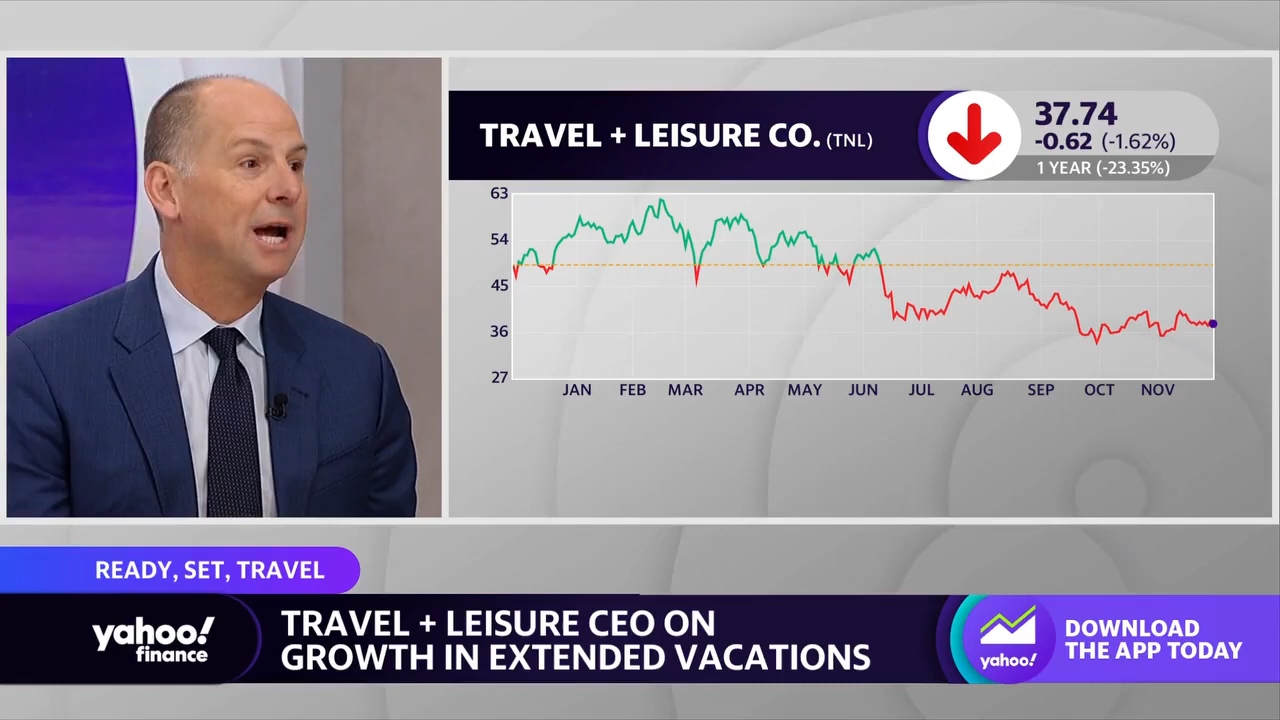 TRAVEL + LEISURE CO. (TNL)
37.74
-0.62 (-1.62%)
1 YEAR (-23.35%)
63
54
45
36
27
JAN FEB MAR APR MAY JUN JUL AUG SEP OCT NOV
READY, SET, TRAVEL
yahoo!
finance
TRAVEL + LEISURE CEO ON
GROWTH IN EXTENDED VACATIONS
yahoo!
DOWNLOAD
THE APP TODAY